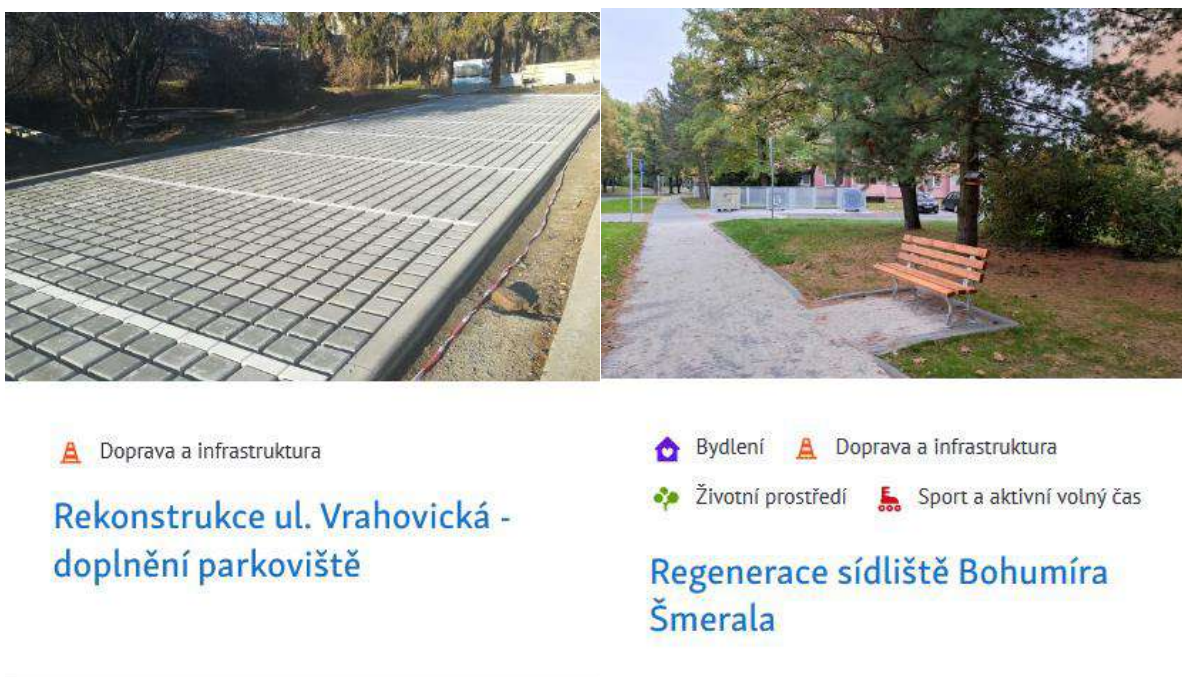 Doprava a infrastruktura
Rekonstrukce ul. Vrahovická -
doplnění parkoviště
Bydlení Doprava a infrastruktura
Životní prostředí Sport a aktivní volný čas
Regenerace sídliště Bohumíra
Šmerala